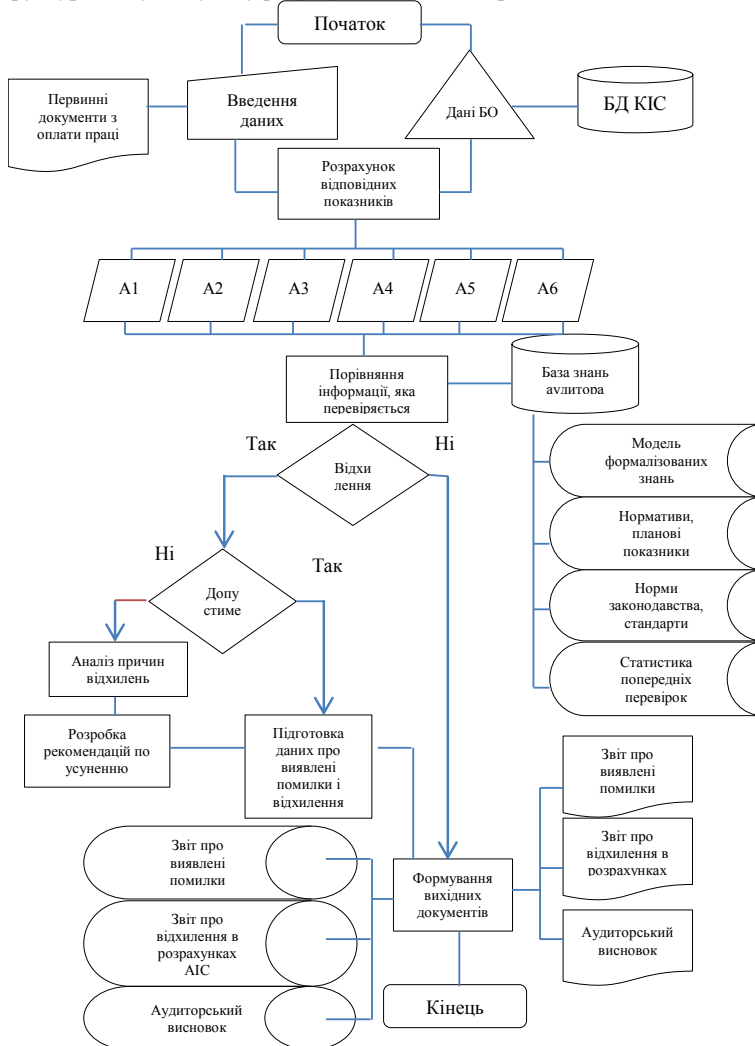 Початок
Первинні
документи з
оплати праці
Введення
даних
Дані БО
БД КІС
Розрахунок
відповідних
показників
А1
А2
А3
А4
А5
А6
Порівняння
інформації, яка
перевіряється
База знань
аудитора
Так
Ні
Відхи
лення
Модель
формалізованих
знань
Нормативи,
планові
показники
Норми
законодавства,
стандарти
Статистика
попередніх
перевірок
Ні
Так
Допу
стиме
Аналіз причин
відхилень
Розробка
рекомендацій по
усуненню
Підготовка
даних про
виявлені
помилки і
відхилення
Звіт про
виявлені
помилки
Звіт про
відхилення в
розрахунках
Аудиторський
висновок
Звіт про
виявлені
помилки
Звіт про
відхилення в
розрахунках
АІС
Аудиторський
висновок
Формування
вихідних
документів
Кінець